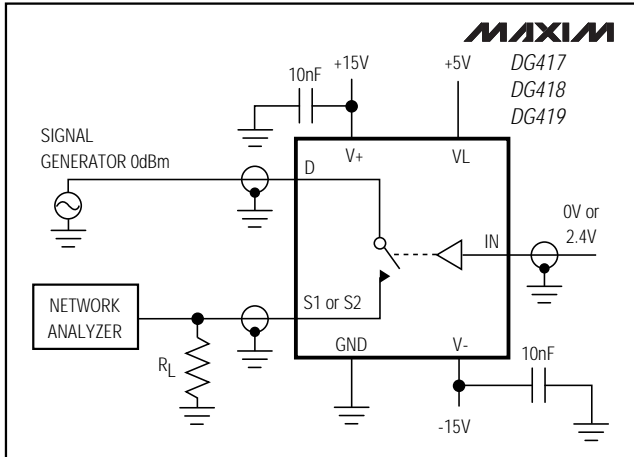 MAXIM
DG417
DG418
DG419
+15V
+5V
10nF
SIGNAL
GENERATOR 0dBm
V+
VL
D
IN
0V or
2.4V
NETWORK
ANALYZER
S1 or S2
RL
GND
V-
10nF
-15V